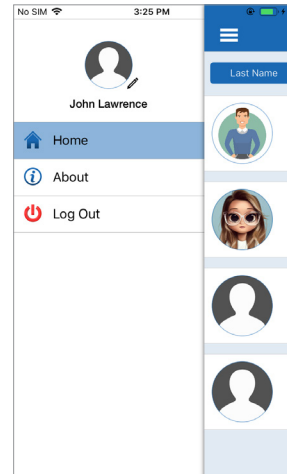 No SIM 3:25 PM
Last Name
John Lawrence
Home
About
Log Out